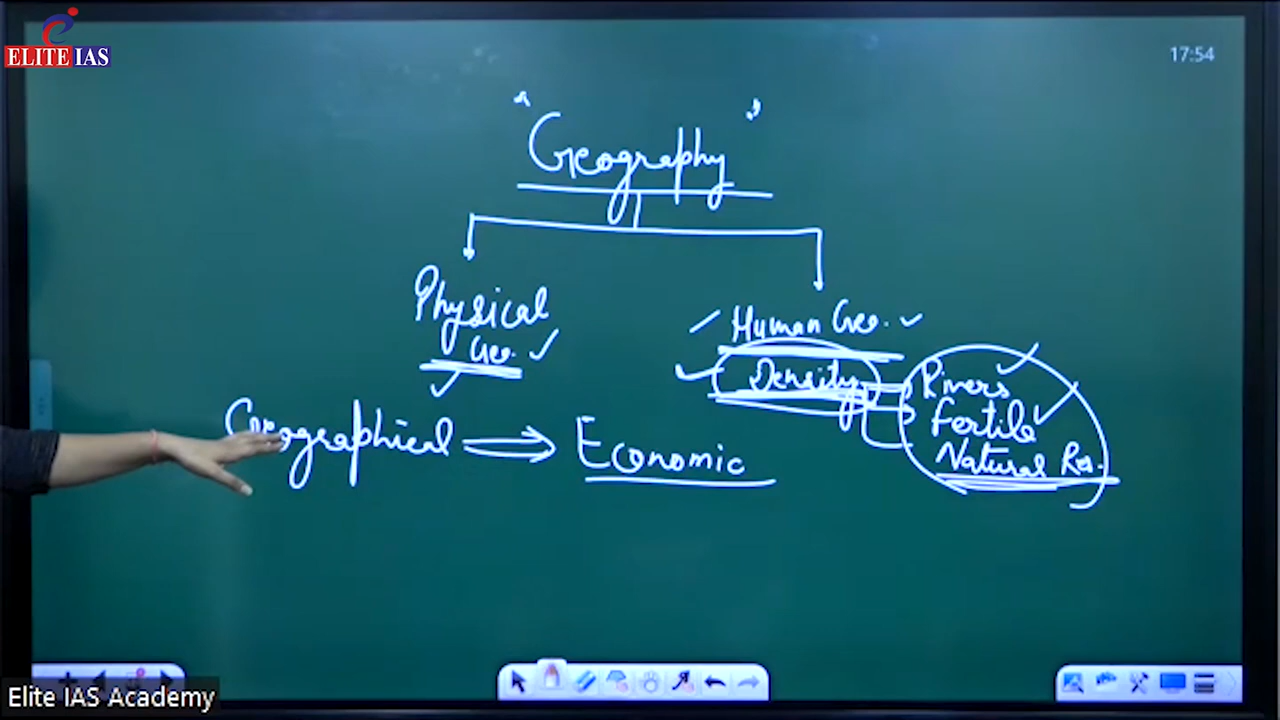 ELITE IAS
17:54
"Geography"
Physical
Geo.
Human Geo.
Density
Rivers
Fertile
Natural Res.
Geographical ⇒ Economic
Elite IAS Academy